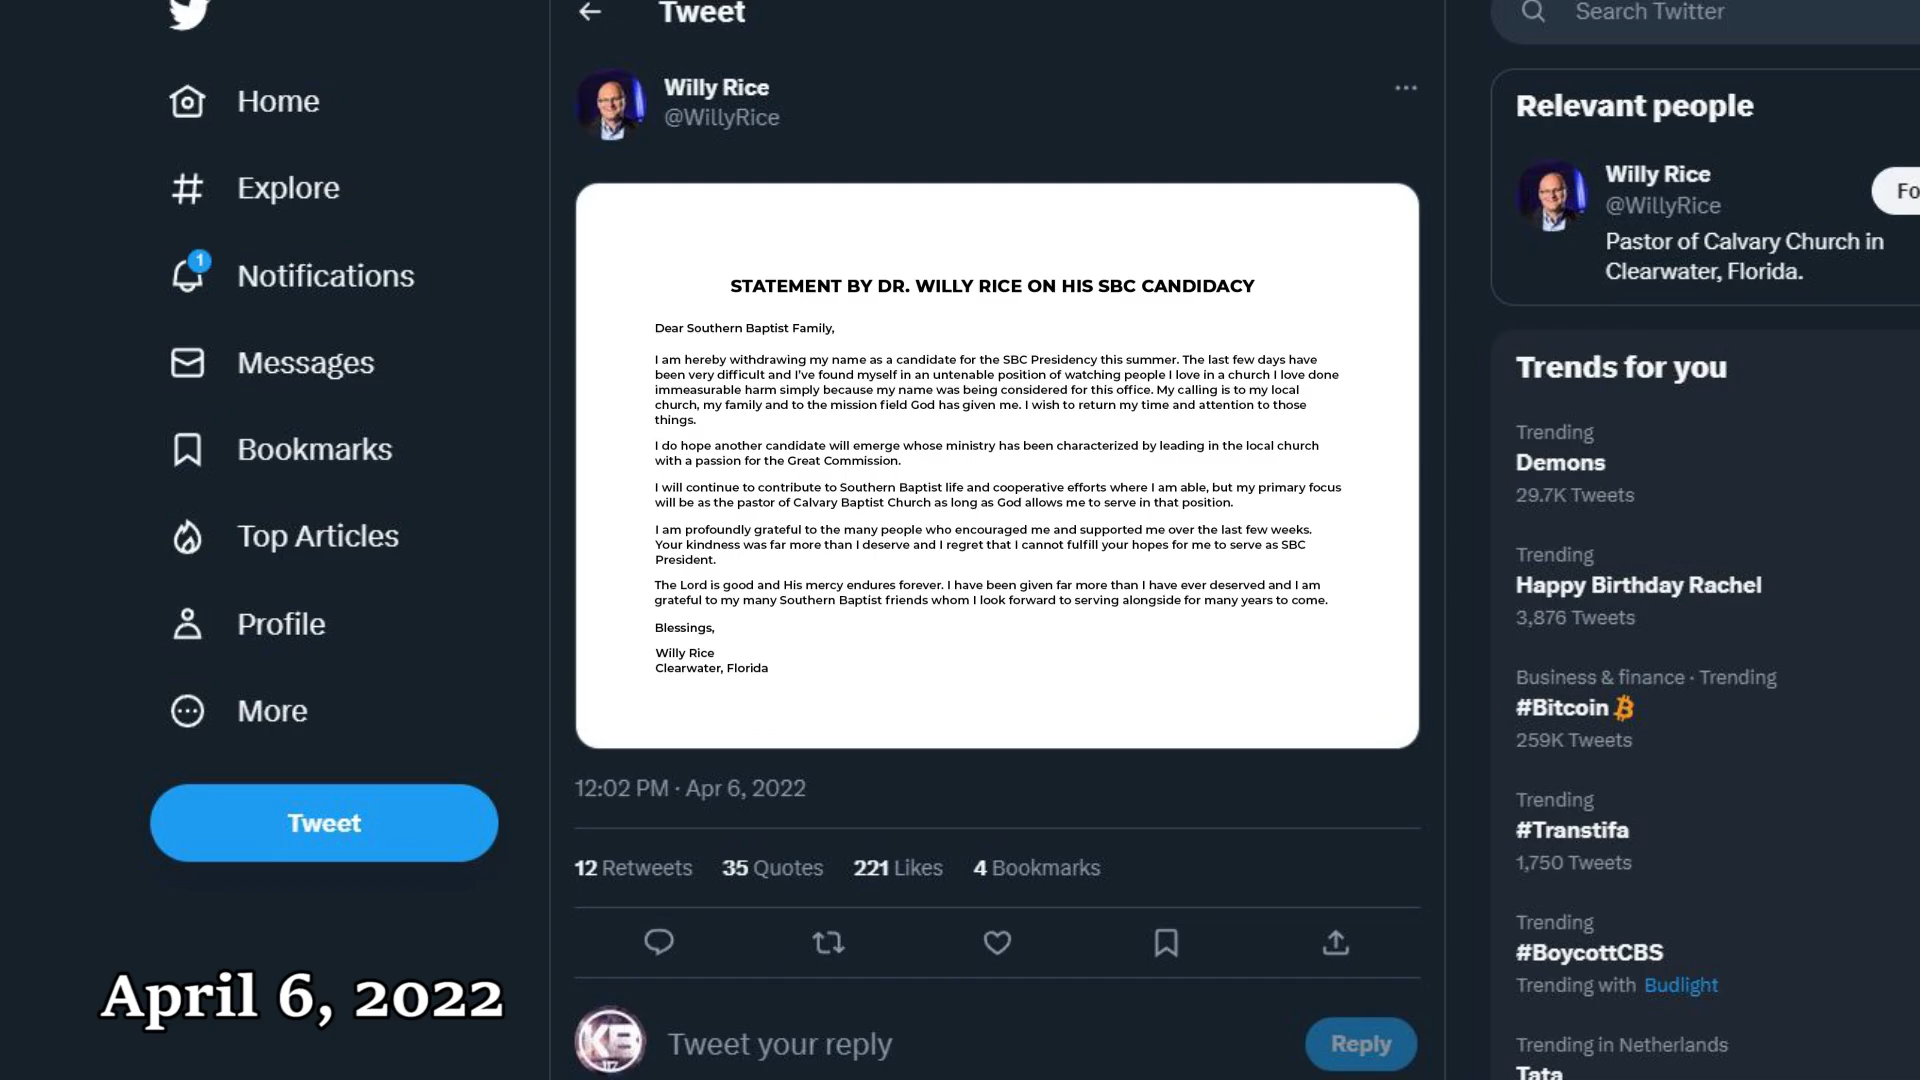 Home
Explore
1
Notifications
Messages
Bookmarks
Top Articles
Profile
More
Tweet
April 6, 2022
Tweet
Willy Rice
@WillyRice
STATEMENT BY DR. WILLY RICE ON HIS SBC CANDIDACY
Dear Southern Baptist Family,
I am hereby withdrawing my name as a candidate for the SBC Presidency this summer. The last few days have
been very difficult and I've found myself in an untenable position of watching people I love in a church I love done
immeasurable harm simply because my name was being considered for this office. My calling is to my local
church, my family and to the mission field God has given me. I wish to return my time and attention to those
things.
I do hope another candidate will emerge whose ministry has been characterized by leading in the local church
with a passion for the Great Commission.
I will continue to contribute to Southern Baptist life and cooperative efforts where I am able, but my primary focus
will be as the pastor of Calvary Baptist Church as long as God allows me to serve in that position.
I am profoundly grateful to the many people who encouraged me and supported me over the last few weeks.
Your kindness was far more than I deserve and I regret that I cannot fulfill your hopes for me to serve as SBC
President.
The Lord is good and His mercy endures forever. I have been given far more than I have ever deserved and I am
grateful to my many Southern Baptist friends whom I look forward to serving alongside for many years to come.
Blessings,
Willy Rice
Clearwater, Florida
12:02 PM · Apr 6, 2022
12 Retweets 35 Quotes 221 Likes 4 Bookmarks
KB
Tweet your reply
Reply
Search Twitter
Relevant people
Willy Rice
@WillyRice
Fo
Pastor of Calvary Church in
Clearwater, Florida.
Trends for you
Trending
Demons
29.7K Tweets
Trending
Happy Birthday Rachel
3,876 Tweets
Business & finance · Trending
#Bitcoin
259K Tweets
Trending
#Transtifa
1,750 Tweets
Trending
#BoycottCBS
Trending with Budlight
Trending in Netherlands
Tata